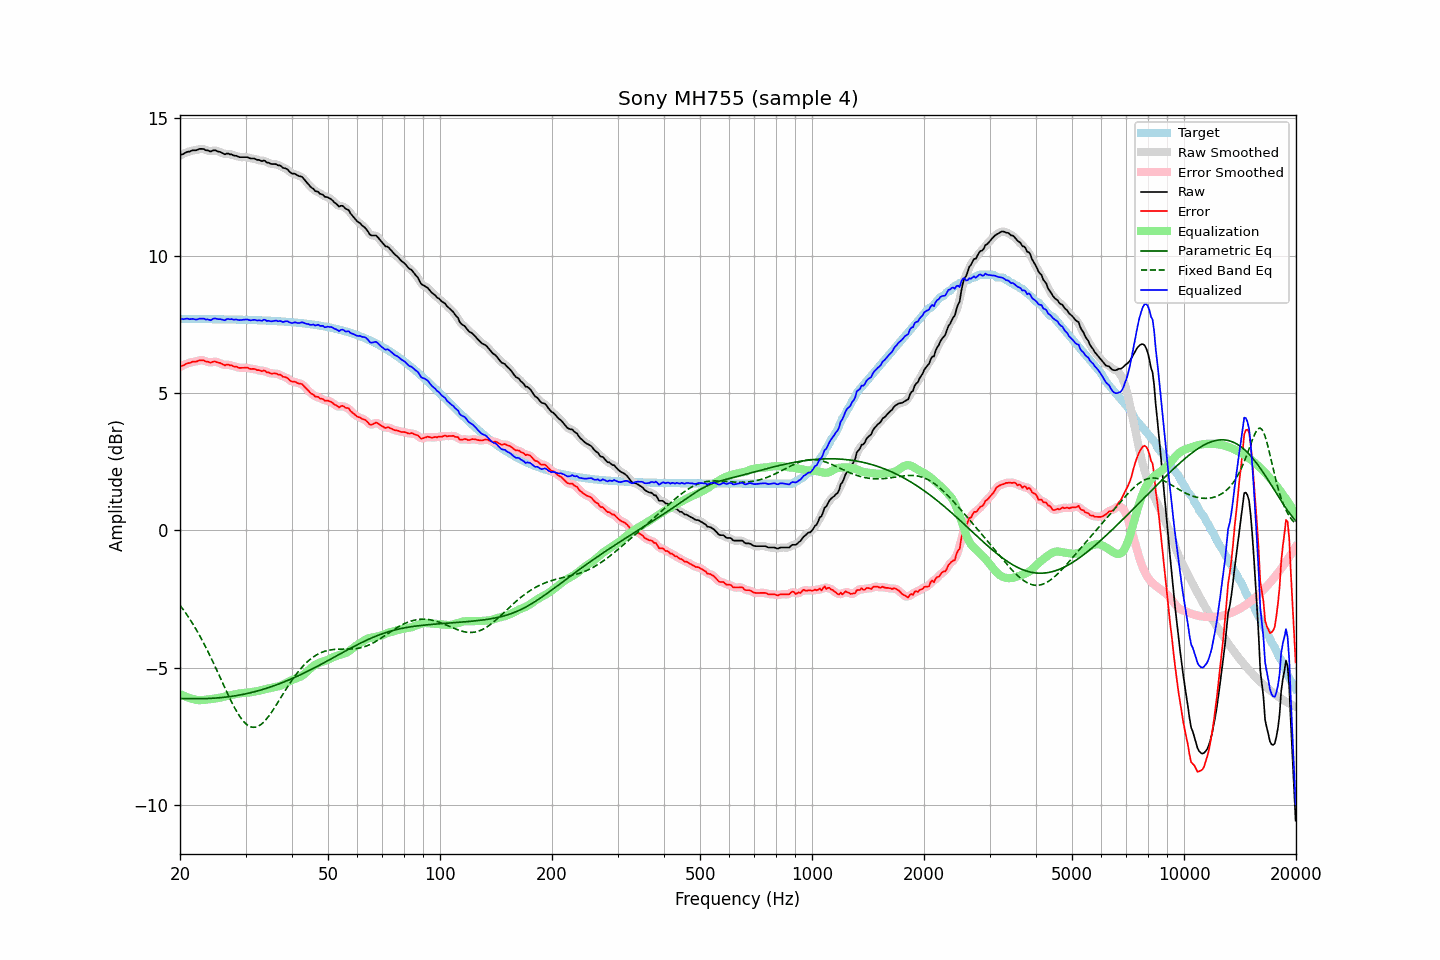 Sony MH755 (sample 4)
15
10
5
0
−5
−10
Amplitude (dBr)
Target
Raw Smoothed
Error Smoothed
Raw
Error
Equalization
Parametric Eq
Fixed Band Eq
Equalized
20
50
100
200
500
1000
2000
5000
10000
20000
Frequency (Hz)